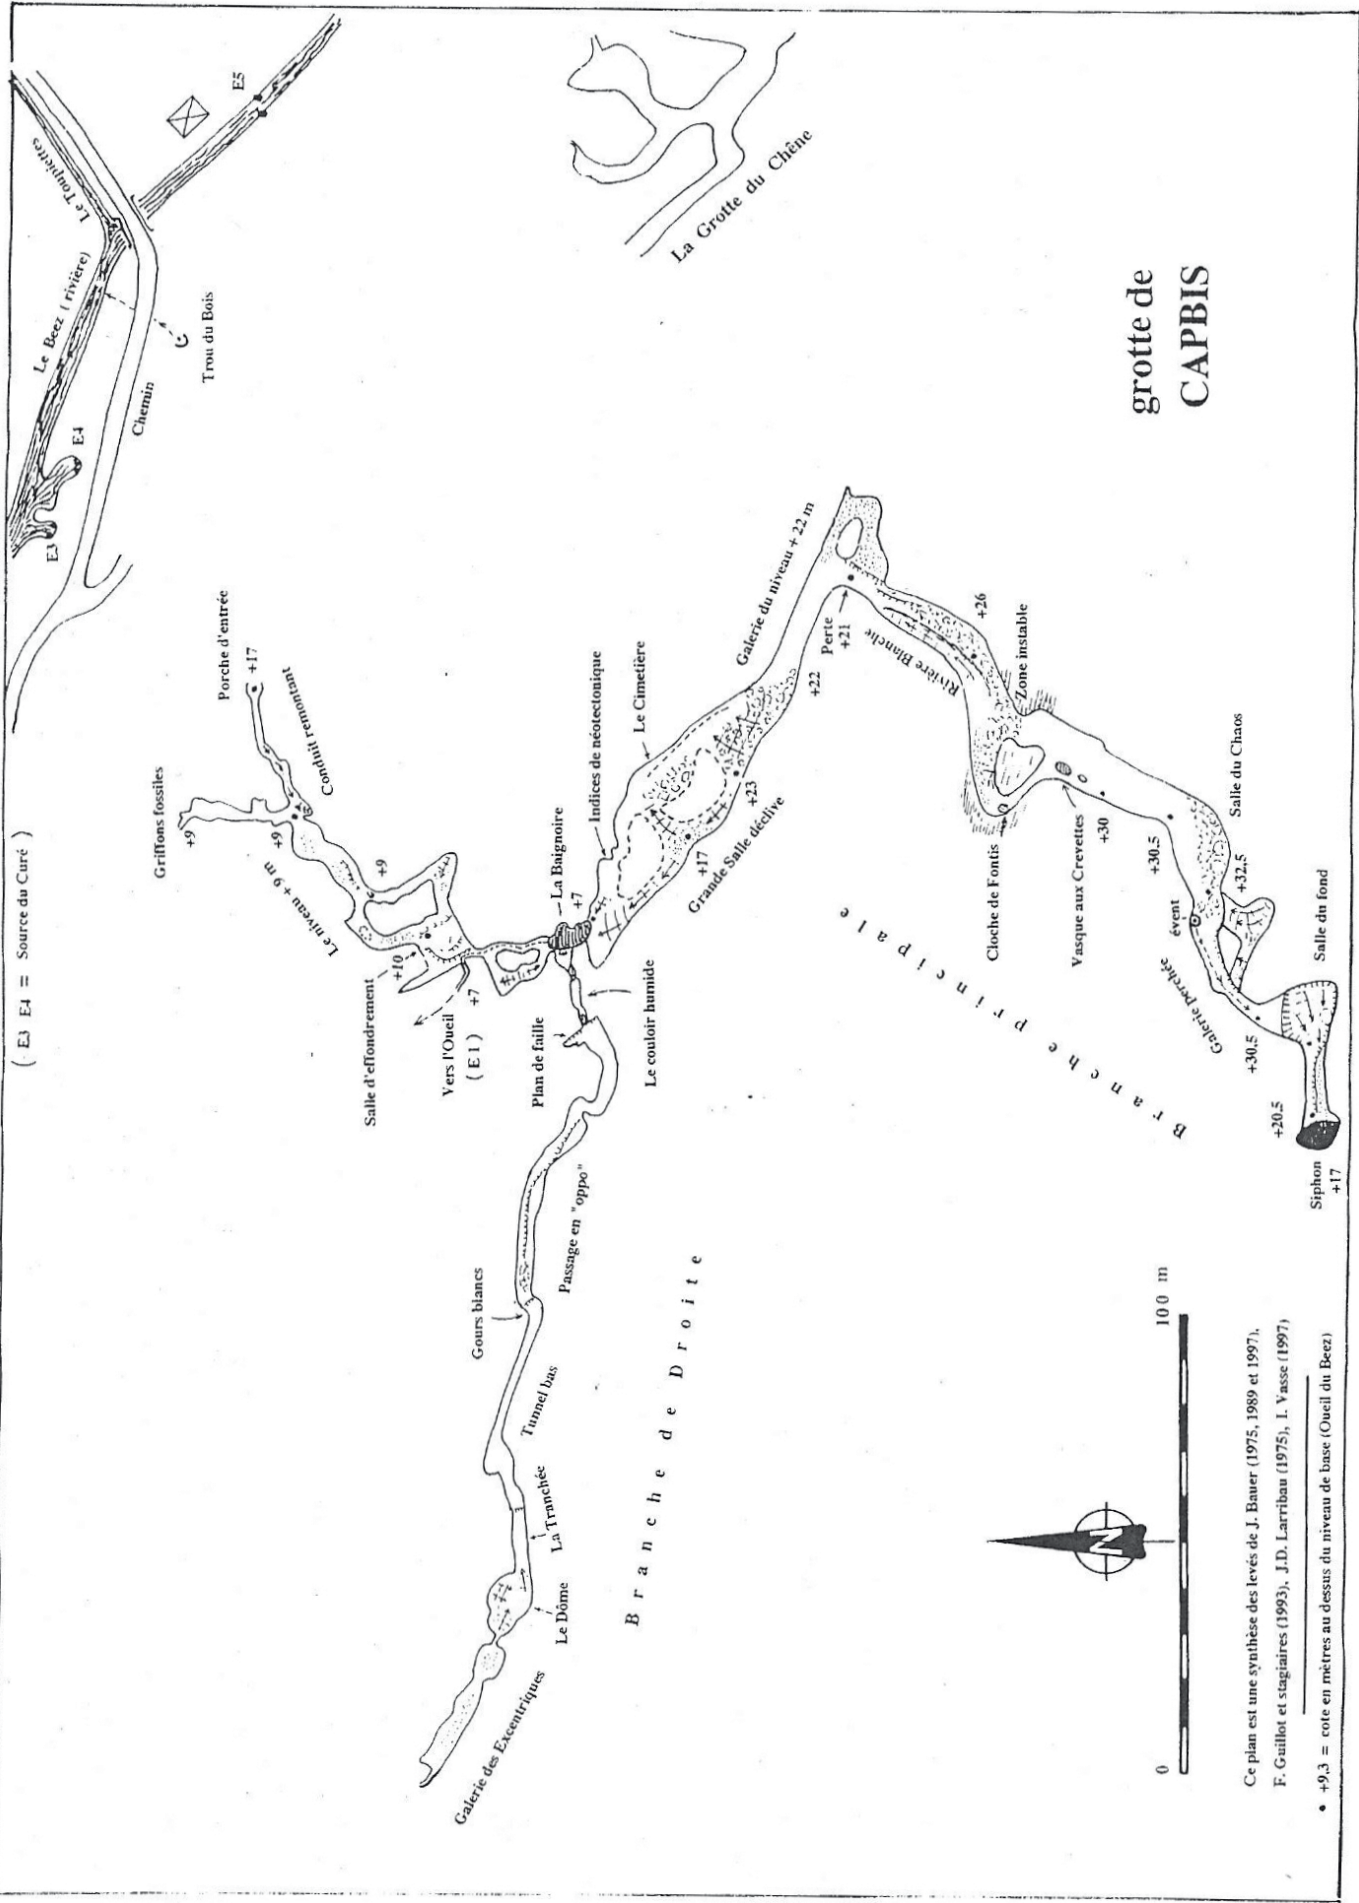 ( E3 E4 = Source du Curé )
Le Toupiettes
E5
Le Beez ( rivière)
E3
E4
Chemin
Trou du Bois
La Grotte du Chêne
grotte de
CAPBIS
Griffons fossiles
+9
Porche d'entrée
+17
Conduit remontant
+9
Le niveau + 9 m
+9
Salle d'effondrement
+10
Vers l'Oueil
( E 1 )
+7
La Baignoire
+7
Plan de faille
Le couloir humide
Indices de néotectonique
Le Cimetière
+17
Grande Salle déclive
+23
+22
Galerie du niveau + 22 m
Perte
+21
Rivière Blanche
+26
Zone instable
Cloche de Fontis
Vasque aux Crevettes
+30
+30.5
évent
Salle du Chaos
+32,5
Galerie perchée
+30.5
Salle du fond
+20.5
Siphon
+17
Branche principale
Passage en "oppo"
Gours blancs
Tunnel bas
La Tranchée
Le Dôme
Galerie des Excentriques
Branche de Droite
N
0
100 m
Ce plan est une synthèse des levés de J. Bauer (1975, 1989 et 1997),
F. Guillot et stagiaires (1993), J.D. Larribau (1975), I. Vasse (1997)
• +9,3 = cote en mètres au dessus du niveau de base (Oueil du Beez)